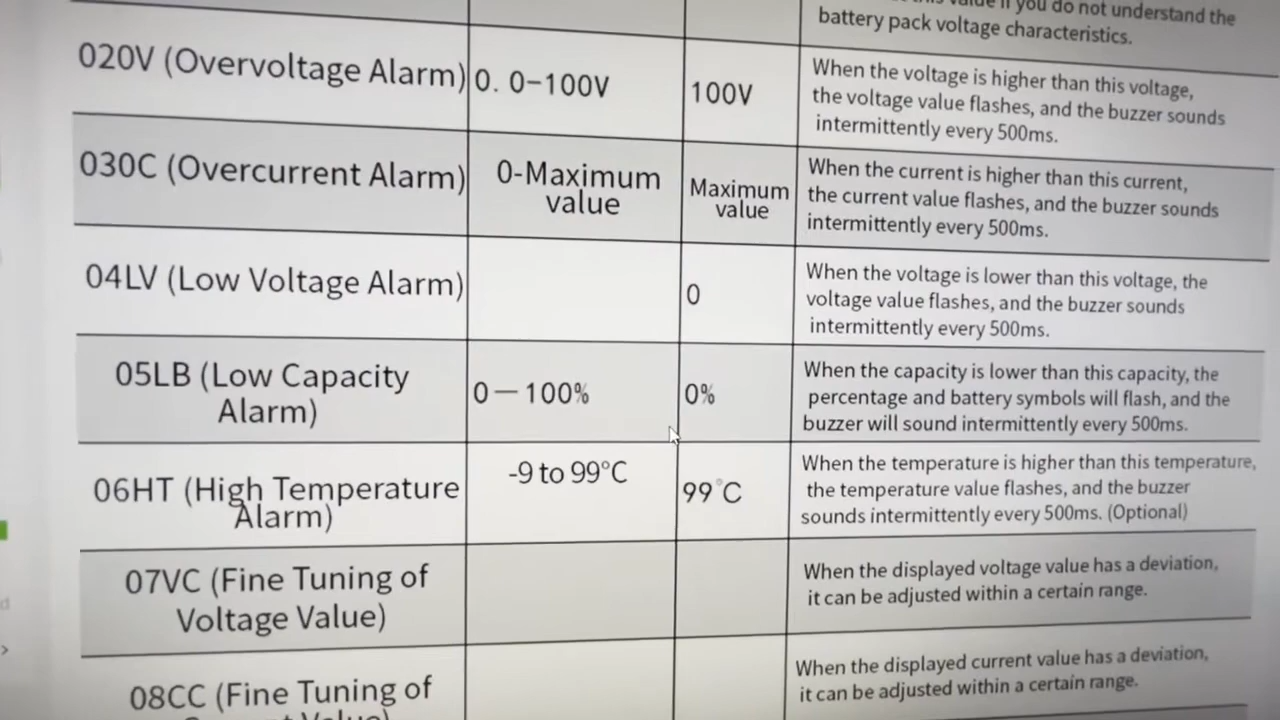 this value if you do not understand the
battery pack voltage characteristics.
020V (Overvoltage Alarm)
0. 0-100V
100V
When the voltage is higher than this voltage,
the voltage value flashes, and the buzzer sounds
intermittently every 500ms.
030C (Overcurrent Alarm)
0-Maximum
value
Maximum
value
When the current is higher than this current,
the current value flashes, and the buzzer sounds
intermittently every 500ms.
04LV (Low Voltage Alarm)
0
When the voltage is lower than this voltage, the
voltage value flashes, and the buzzer sounds
intermittently every 500ms.
05LB (Low Capacity
Alarm)
0 — 100%
0%
When the capacity is lower than this capacity, the
percentage and battery symbols will flash, and the
buzzer will sound intermittently every 500ms.
06HT (High Temperature
Alarm)
-9 to 99°C
99°C
When the temperature is higher than this temperature,
the temperature value flashes, and the buzzer
sounds intermittently every 500ms. (Optional)
07VC (Fine Tuning of
Voltage Value)
When the displayed voltage value has a deviation,
it can be adjusted within a certain range.
08CC (Fine Tuning of
Value)
When the displayed current value has a deviation,
it can be adjusted within a certain range.